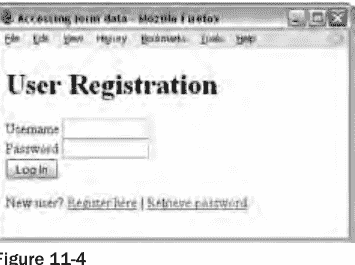 Accessing form data - Mozilla Firefox
File Edit View History Bookmarks Tools Help
User Registration
Username
Password
Log In
New user? Register here | Retrieve password
Figure 11-4